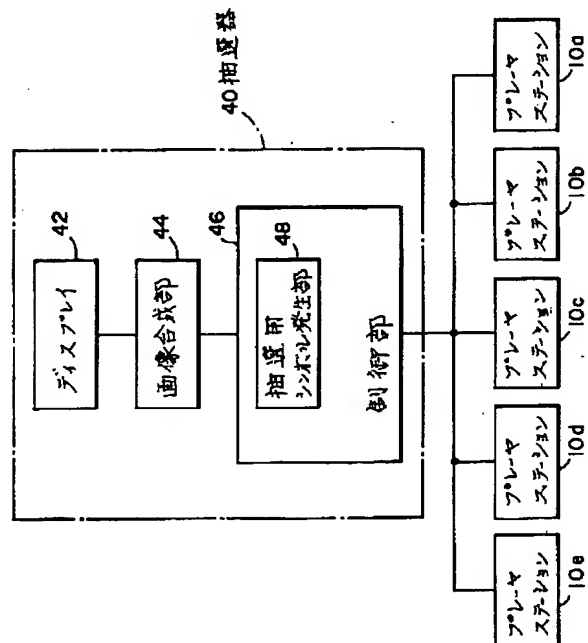 40 抽選器
42
ディスプレイ
44
画像合成部
46
48
抽選用
シンボル発生部
制御部
プレーヤ
ステーション
10a
プレーヤ
ステーション
10b
プレーヤ
ステーション
10c
プレーヤ
ステーション
10d
プレーヤ
ステーション
10e